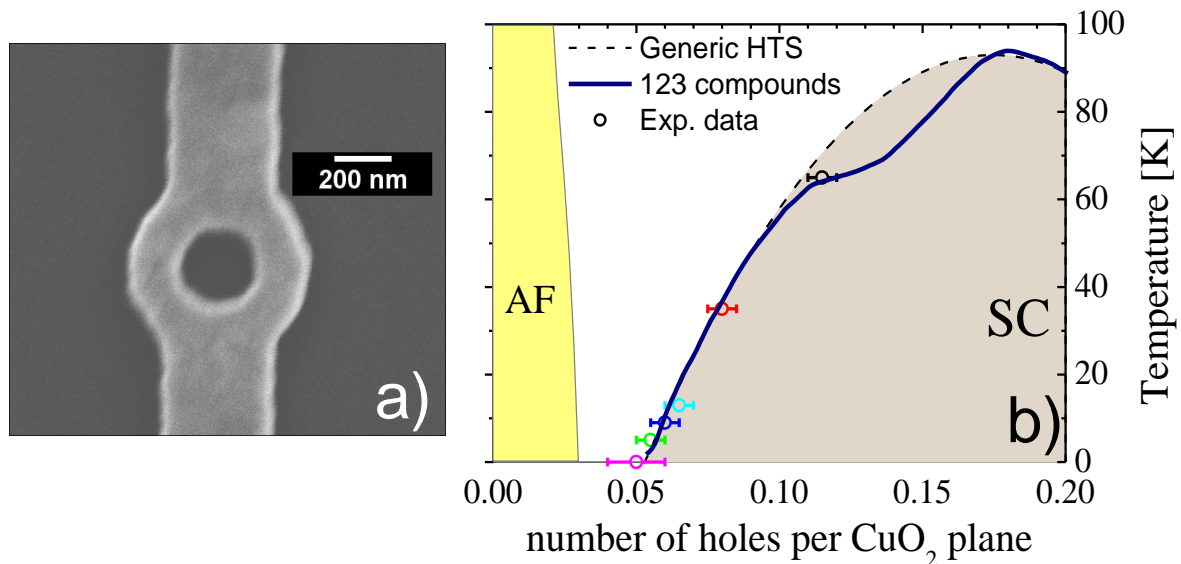 200 nm
a)
Generic HTS
123 compounds
Exp. data
AF
SC
b)
100
80
60
40
20
0
Temperature [K]
0.00 0.05 0.10 0.15 0.20
number of holes per CuO₂ plane